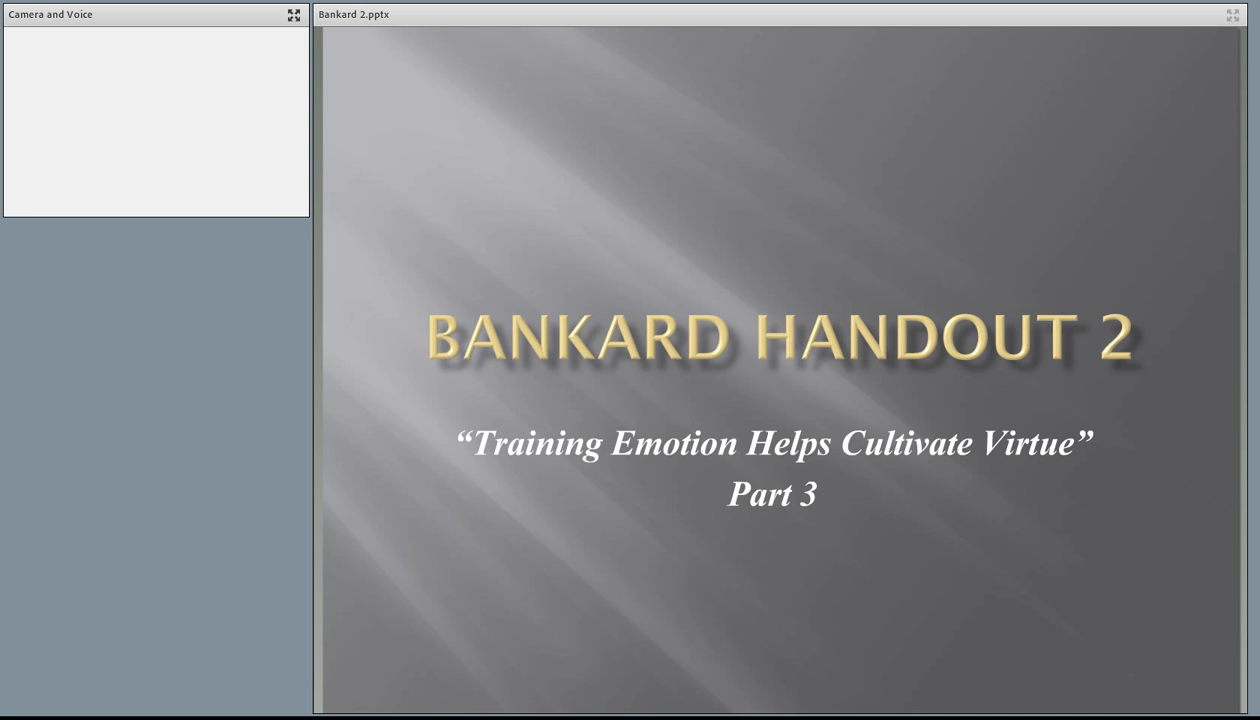 Camera and Voice
Bankard 2.pptx
BANKARD HANDOUT 2
“Training Emotion Helps Cultivate Virtue”
Part 3